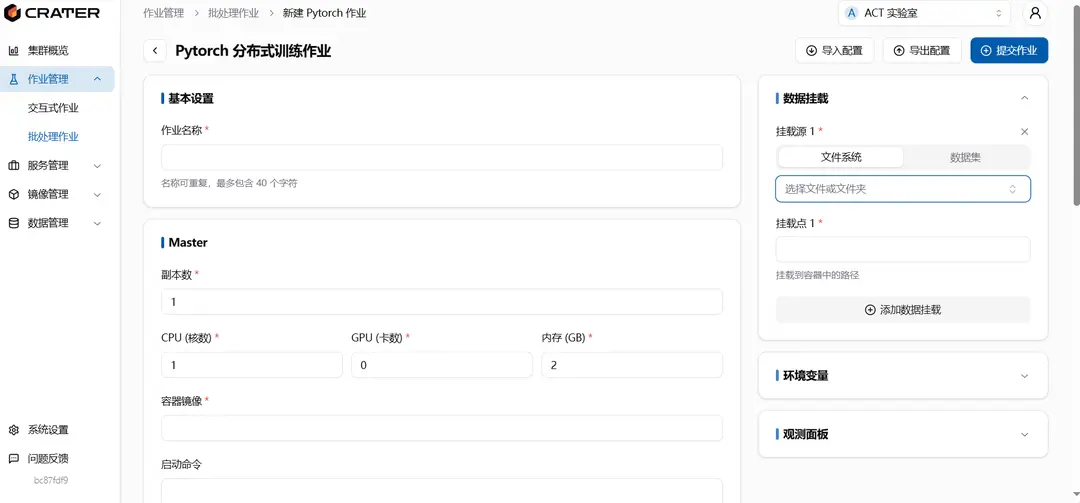 CRATER
作业管理 > 批处理作业 > 新建 Pytorch 作业
A ACT 实验室
集群概览
作业管理
交互式作业
批处理作业
服务管理
镜像管理
数据管理
系统设置
问题反馈
bc87fdf9
Pytorch 分布式训练作业
导入配置
导出配置
提交作业
基本设置
作业名称 *
名称可重复，最多包含 40 个字符
Master
副本数 *
1
CPU (核数) * GPU (卡数) * 内存 (GB) *
1 0 2
容器镜像 *
启动命令
数据挂载
挂载源 1 *
文件系统 数据集
选择文件或文件夹
挂载点 1 *
挂载到容器中的路径
添加数据挂载
环境变量
观测面板